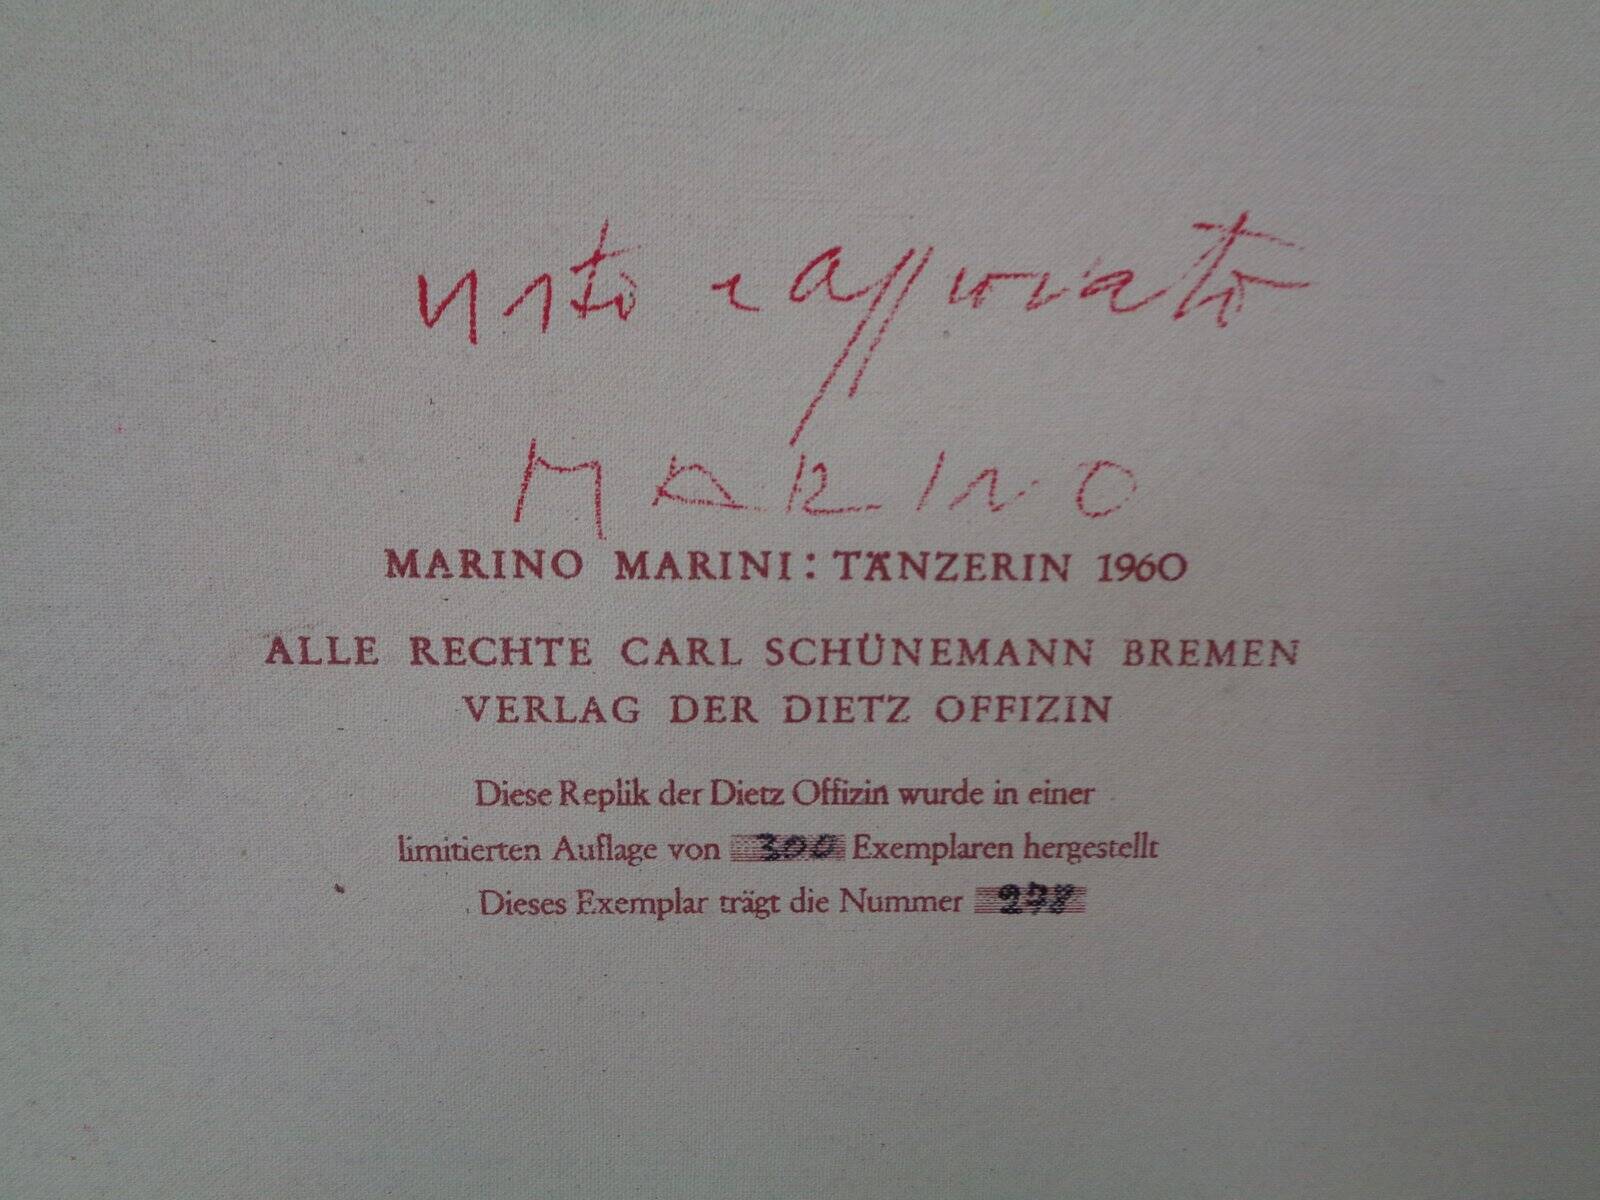 visto e approvato
MARINO
MARINO MARINI: TÄNZERIN 1960
ALLE RECHTE CARL SCHÜNEMANN BREMEN
VERLAG DER DIETZ OFFIZIN
Diese Replik der Dietz Offizin wurde in einer
limitierten Auflage von 300 Exemplaren hergestellt
Dieses Exemplar trägt die Nummer 278